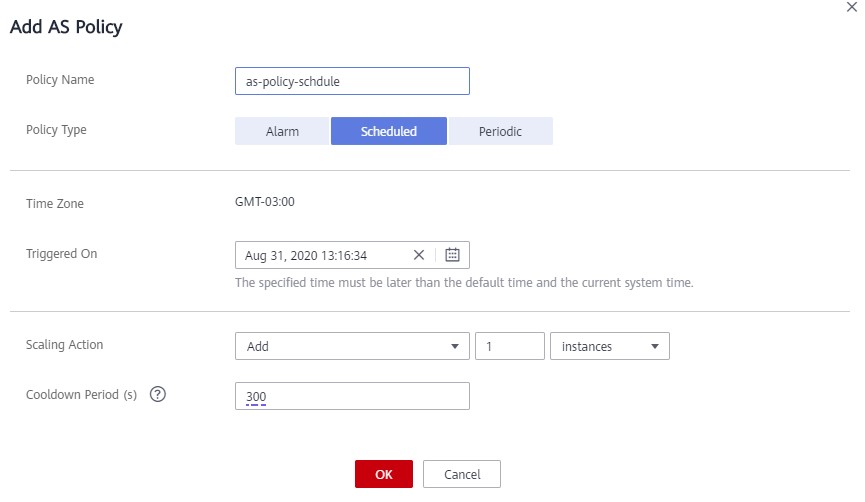 Add AS Policy
Policy Name as-policy-schdule
Policy Type Alarm Scheduled Periodic
Time Zone GMT-03:00
Triggered On Aug 31, 2020 13:16:34
The specified time must be later than the default time and the current system time.
Scaling Action Add 1 instances
Cooldown Period (s) ? 300
OK Cancel